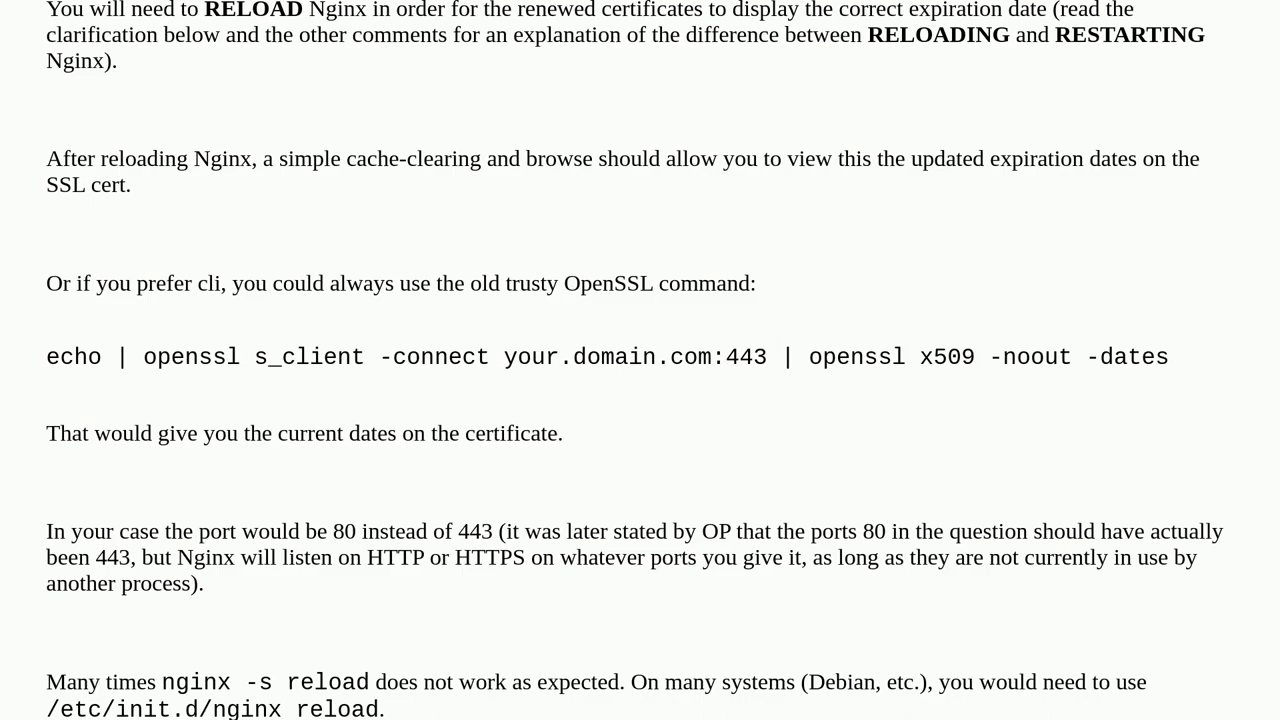 You will need to RELOAD Nginx in order for the renewed certificates to display the correct expiration date (read the
clarification below and the other comments for an explanation of the difference between RELOADING and RESTARTING
Nginx).
After reloading Nginx, a simple cache-clearing and browse should allow you to view this the updated expiration dates on the
SSL cert.
Or if you prefer cli, you could always use the old trusty OpenSSL command:
echo | openssl s_client -connect your.domain.com:443 | openssl x509 -noout -dates
That would give you the current dates on the certificate.
In your case the port would be 80 instead of 443 (it was later stated by OP that the ports 80 in the question should have actually
been 443, but Nginx will listen on HTTP or HTTPS on whatever ports you give it, as long as they are not currently in use by
another process).
Many times nginx -s reload does not work as expected. On many systems (Debian, etc.), you would need to use
/etc/init.d/nginx reload.